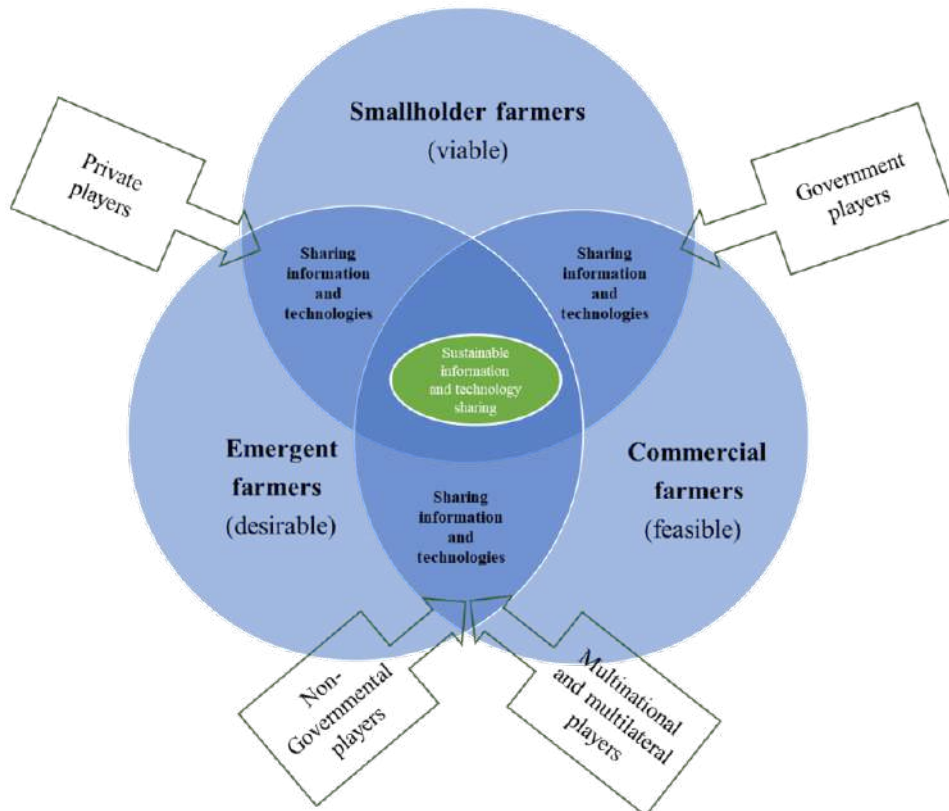 Smallholder farmers
(viable)
Private
players
Government
players
Sharing
information
and
technologies
Sharing
information
and
technologies
Sustainable
information
and technology
sharing
Emergent
farmers
(desirable)
Commercial
farmers
(feasible)
Sharing
information
and
technologies
Non-
Governmental
players
Multinational
and multilateral
players